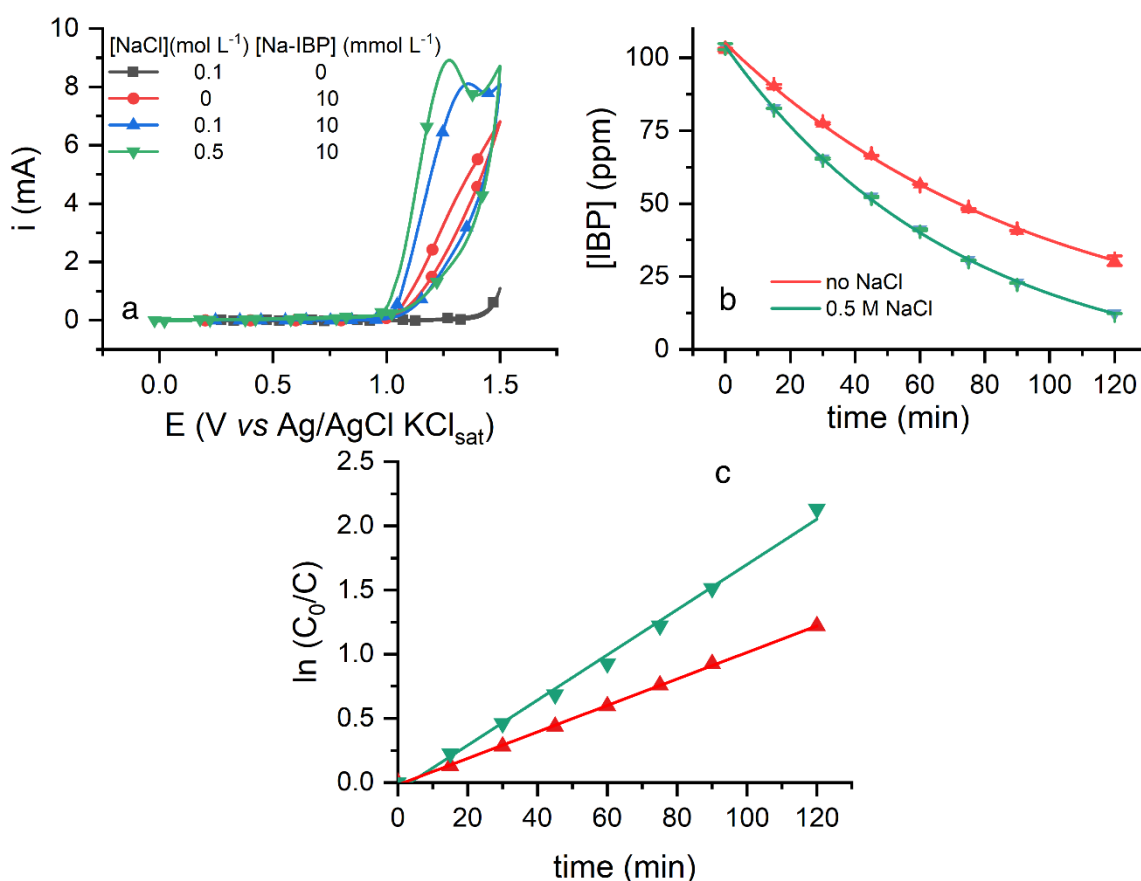 [NaCl](mol L⁻¹) [Na-IBP] (mmol L⁻¹)
0.1 0
0 10
0.1 10
0.5 10
10
8
6
4
2
0
i (mA)
a
0.0 0.5 1.0 1.5
E (V vs Ag/AgCl KCl_sat)
100
75
50
25
0
[IBP] (ppm)
no NaCl
0.5 M NaCl
b
0 20 40 60 80 100 120
time (min)
c
2.5
2.0
1.5
1.0
0.5
0.0
ln (C₀/C)
0 20 40 60 80 100 120
time (min)